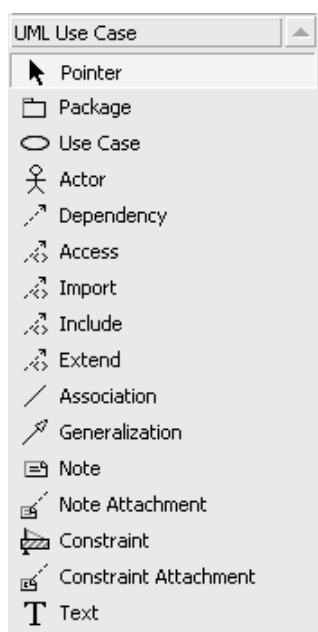 UML Use Case
Pointer
Package
Use Case
Actor
Dependency
Access
Import
Include
Extend
Association
Generalization
Note
Note Attachment
Constraint
Constraint Attachment
Text